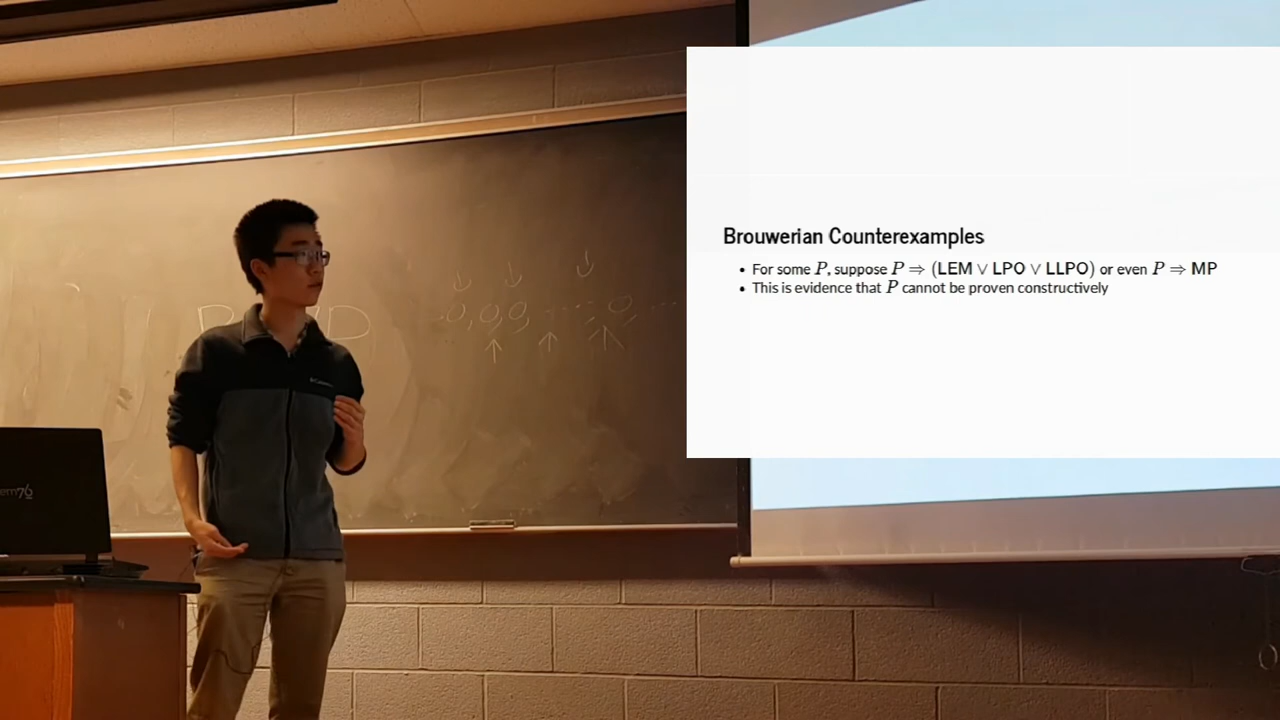 Brouwerian Counterexamples
• For some P, suppose P ⇒ (LEM ∨ LPO ∨ LLPO) or even P ⇒ MP
• This is evidence that P cannot be proven constructively
em76